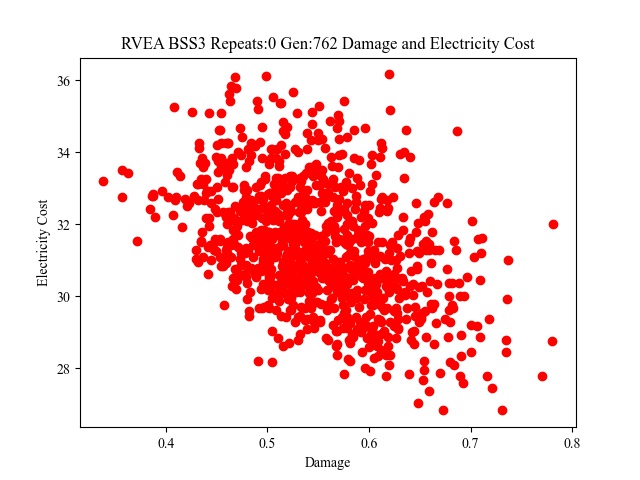 RVEA BSS3 Repeats:0 Gen:762 Damage and Electricity Cost
36
34
32
30
28
Electricity Cost
0.4 0.5 0.6 0.7 0.8
Damage